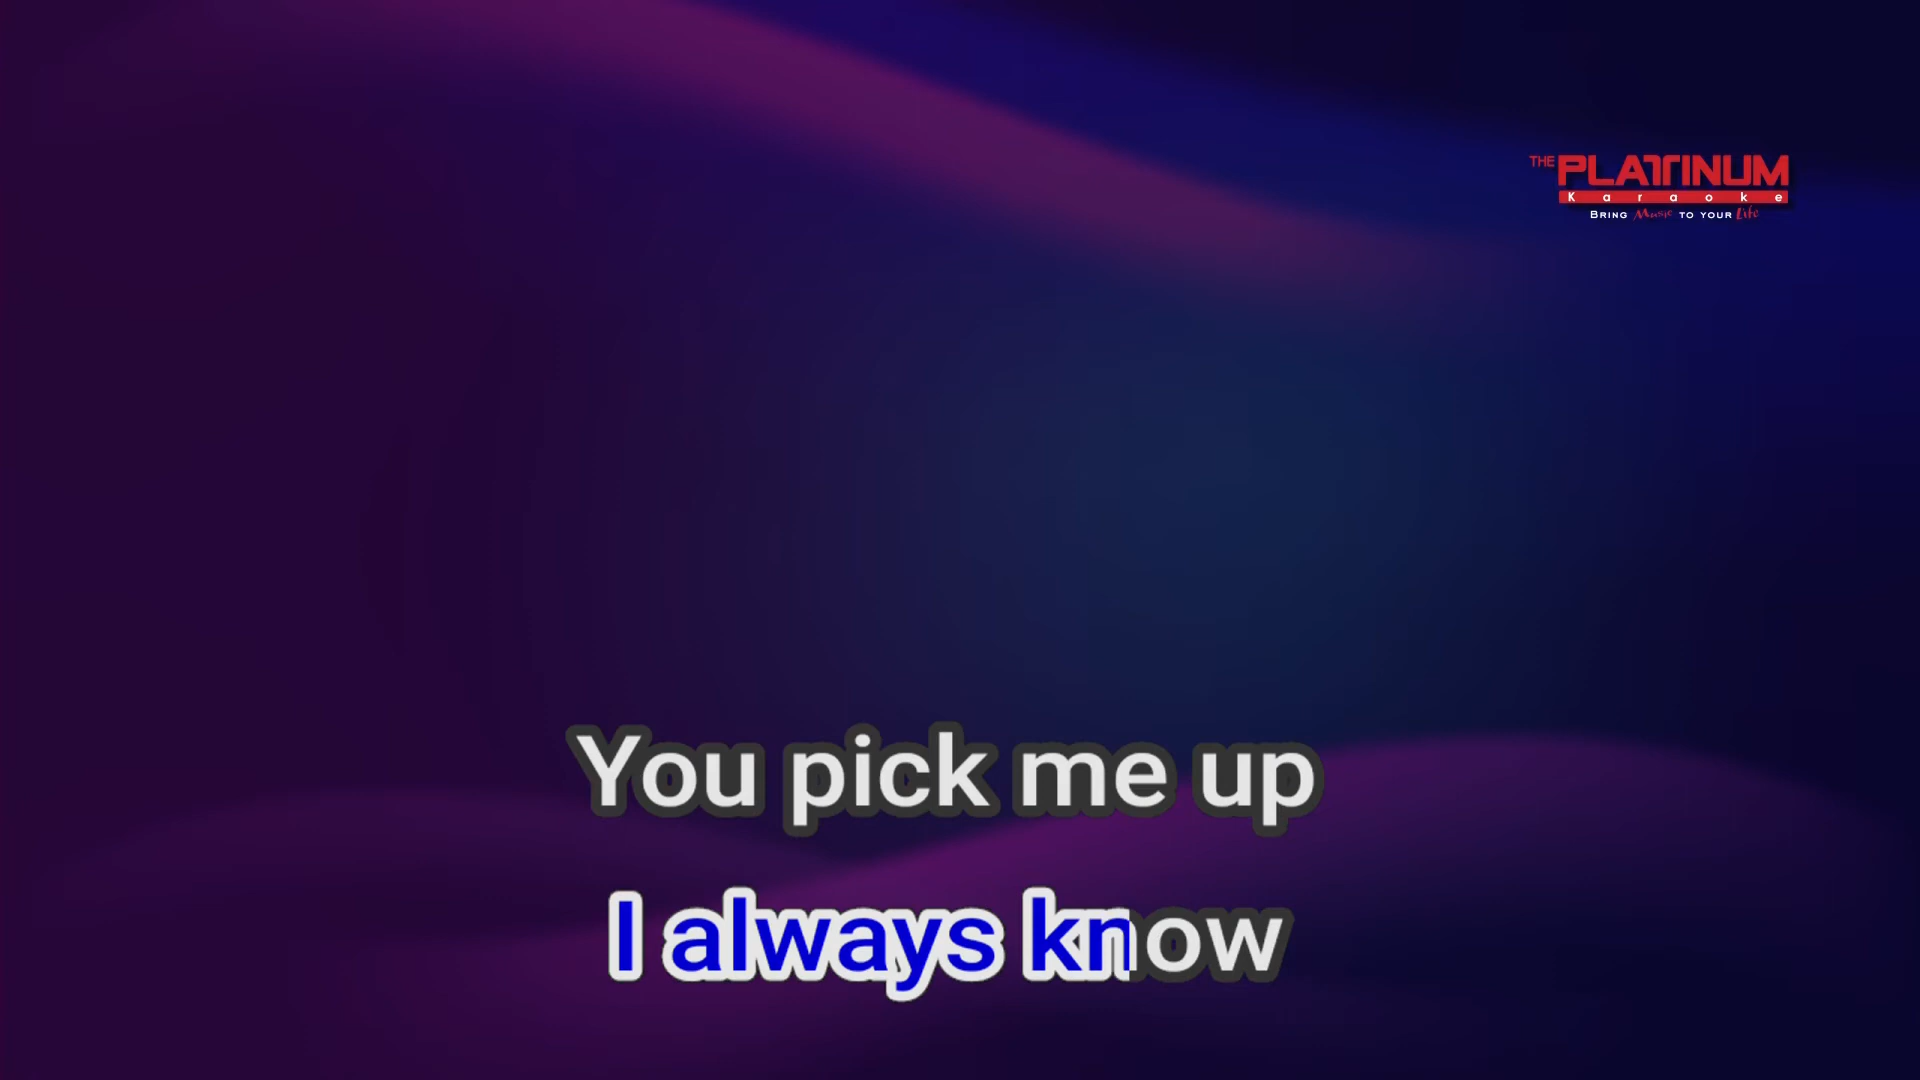 THE PLATINUM
Karaoke
BRING Music TO YOUR Life
You pick me up
I always know